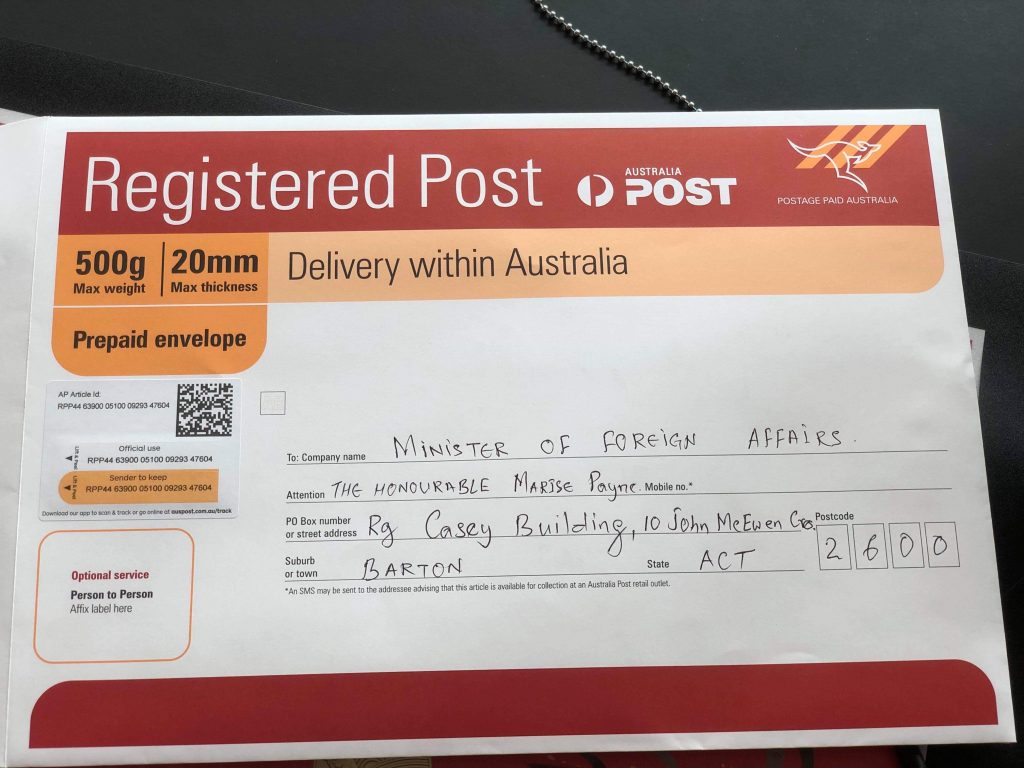 Registered Post
AUSTRALIA
POST
POSTAGE PAID AUSTRALIA
500g
Max weight
20mm
Max thickness
Delivery within Australia
Prepaid envelope
AP Article Id:
RPP44 63900 05100 09293 47604
Official use
RPP44 63900 05100 09293 47604
Lift & Peel
Sender to keep
RPP44 63900 05100 09293 47604
Lift & Peel
Download our app to scan & track or go online at auspost.com.au/track
To: Company name MINISTER OF FOREIGN AFFAIRS.
Attention THE HONOURABLE MARISE Payne. Mobile no.*
PO Box number
or street address Rg Casey Building, 10 John McEwen Postcode
Suburb
or town BARTON State ACT 2600
*An SMS may be sent to the addressee advising that this article is available for collection at an Australia Post retail outlet.
Optional service
Person to Person
Affix label here